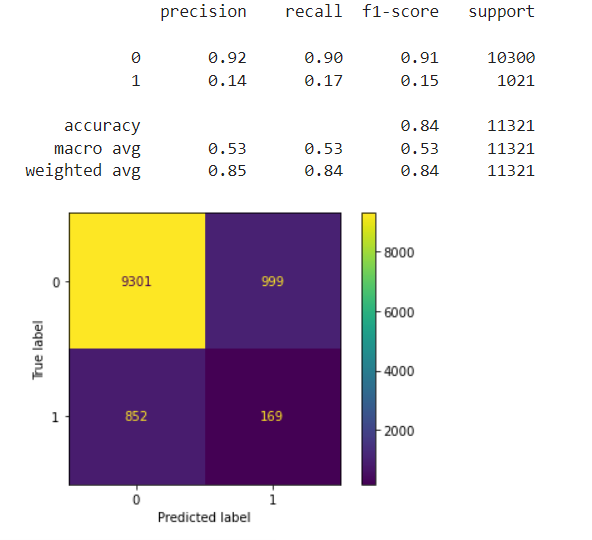 precision recall f1-score support
0 0.92 0.90 0.91 10300
1 0.14 0.17 0.15 1021
accuracy 0.84 11321
macro avg 0.53 0.53 0.53 11321
weighted avg 0.85 0.84 0.84 11321
8000
0 9301 999
6000
True label
4000
1 852 169
2000
0 1
Predicted label